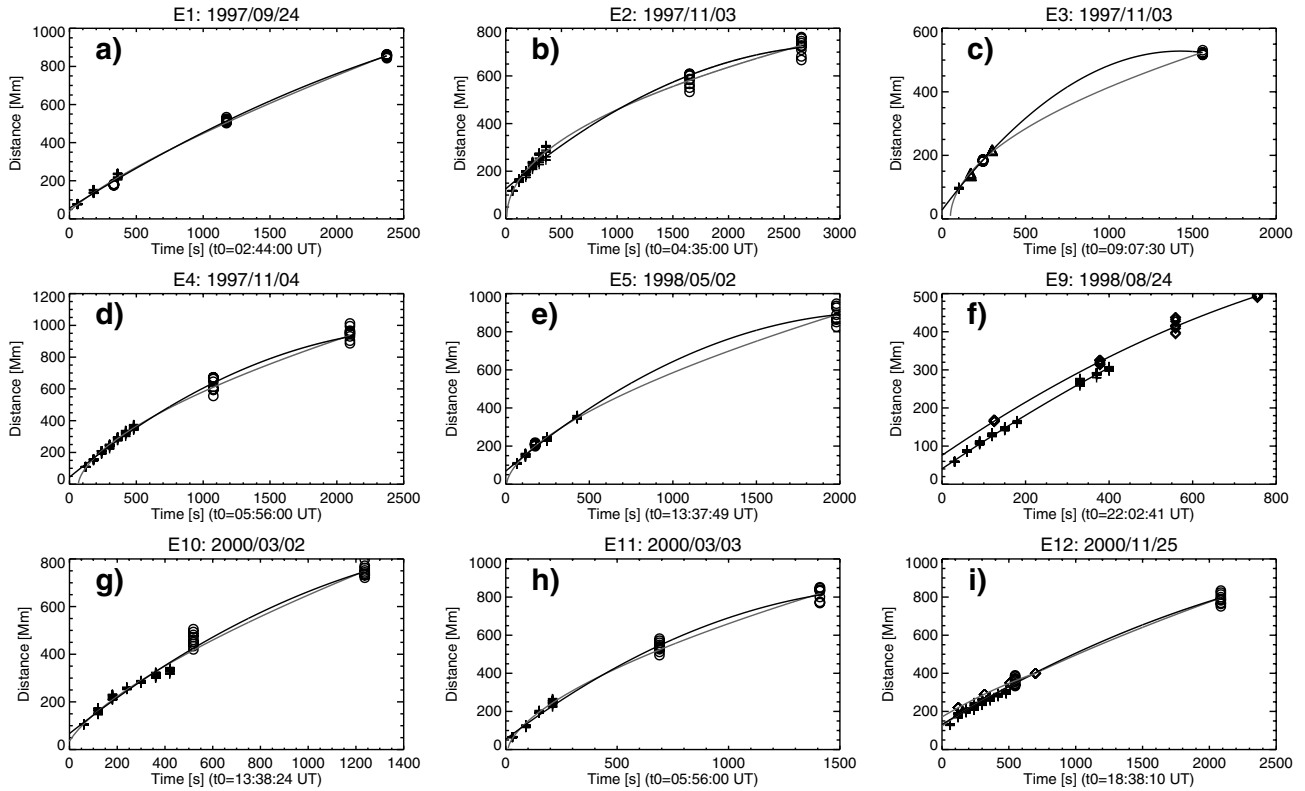 E1: 1997/09/24
a)
Distance [Mm]
1000
800
600
400
200
0
0 500 1000 1500 2000 2500
Time [s] (t0=02:44:00 UT)
E2: 1997/11/03
b)
Distance [Mm]
800
600
400
200
0
0 500 1000 1500 2000 2500 3000
Time [s] (t0=04:35:00 UT)
E3: 1997/11/03
c)
Distance [Mm]
600
400
200
0
0 500 1000 1500 2000
Time [s] (t0=09:07:30 UT)
E4: 1997/11/04
d)
Distance [Mm]
1200
1000
800
600
400
200
0
0 500 1000 1500 2000 2500
Time [s] (t0=05:56:00 UT)
E5: 1998/05/02
e)
Distance [Mm]
1000
800
600
400
200
0
0 500 1000 1500 2000
Time [s] (t0=13:37:49 UT)
E9: 1998/08/24
f)
Distance [Mm]
500
400
300
200
100
0
0 200 400 600 800
Time [s] (t0=22:02:41 UT)
E10: 2000/03/02
g)
Distance [Mm]
800
600
400
200
0
0 200 400 600 800 1000 1200 1400
Time [s] (t0=13:38:24 UT)
E11: 2000/03/03
h)
Distance [Mm]
1000
800
600
400
200
0
0 500 1000 1500
Time [s] (t0=05:56:00 UT)
E12: 2000/11/25
i)
Distance [Mm]
1000
800
600
400
200
0
0 500 1000 1500 2000 2500
Time [s] (t0=18:38:10 UT)